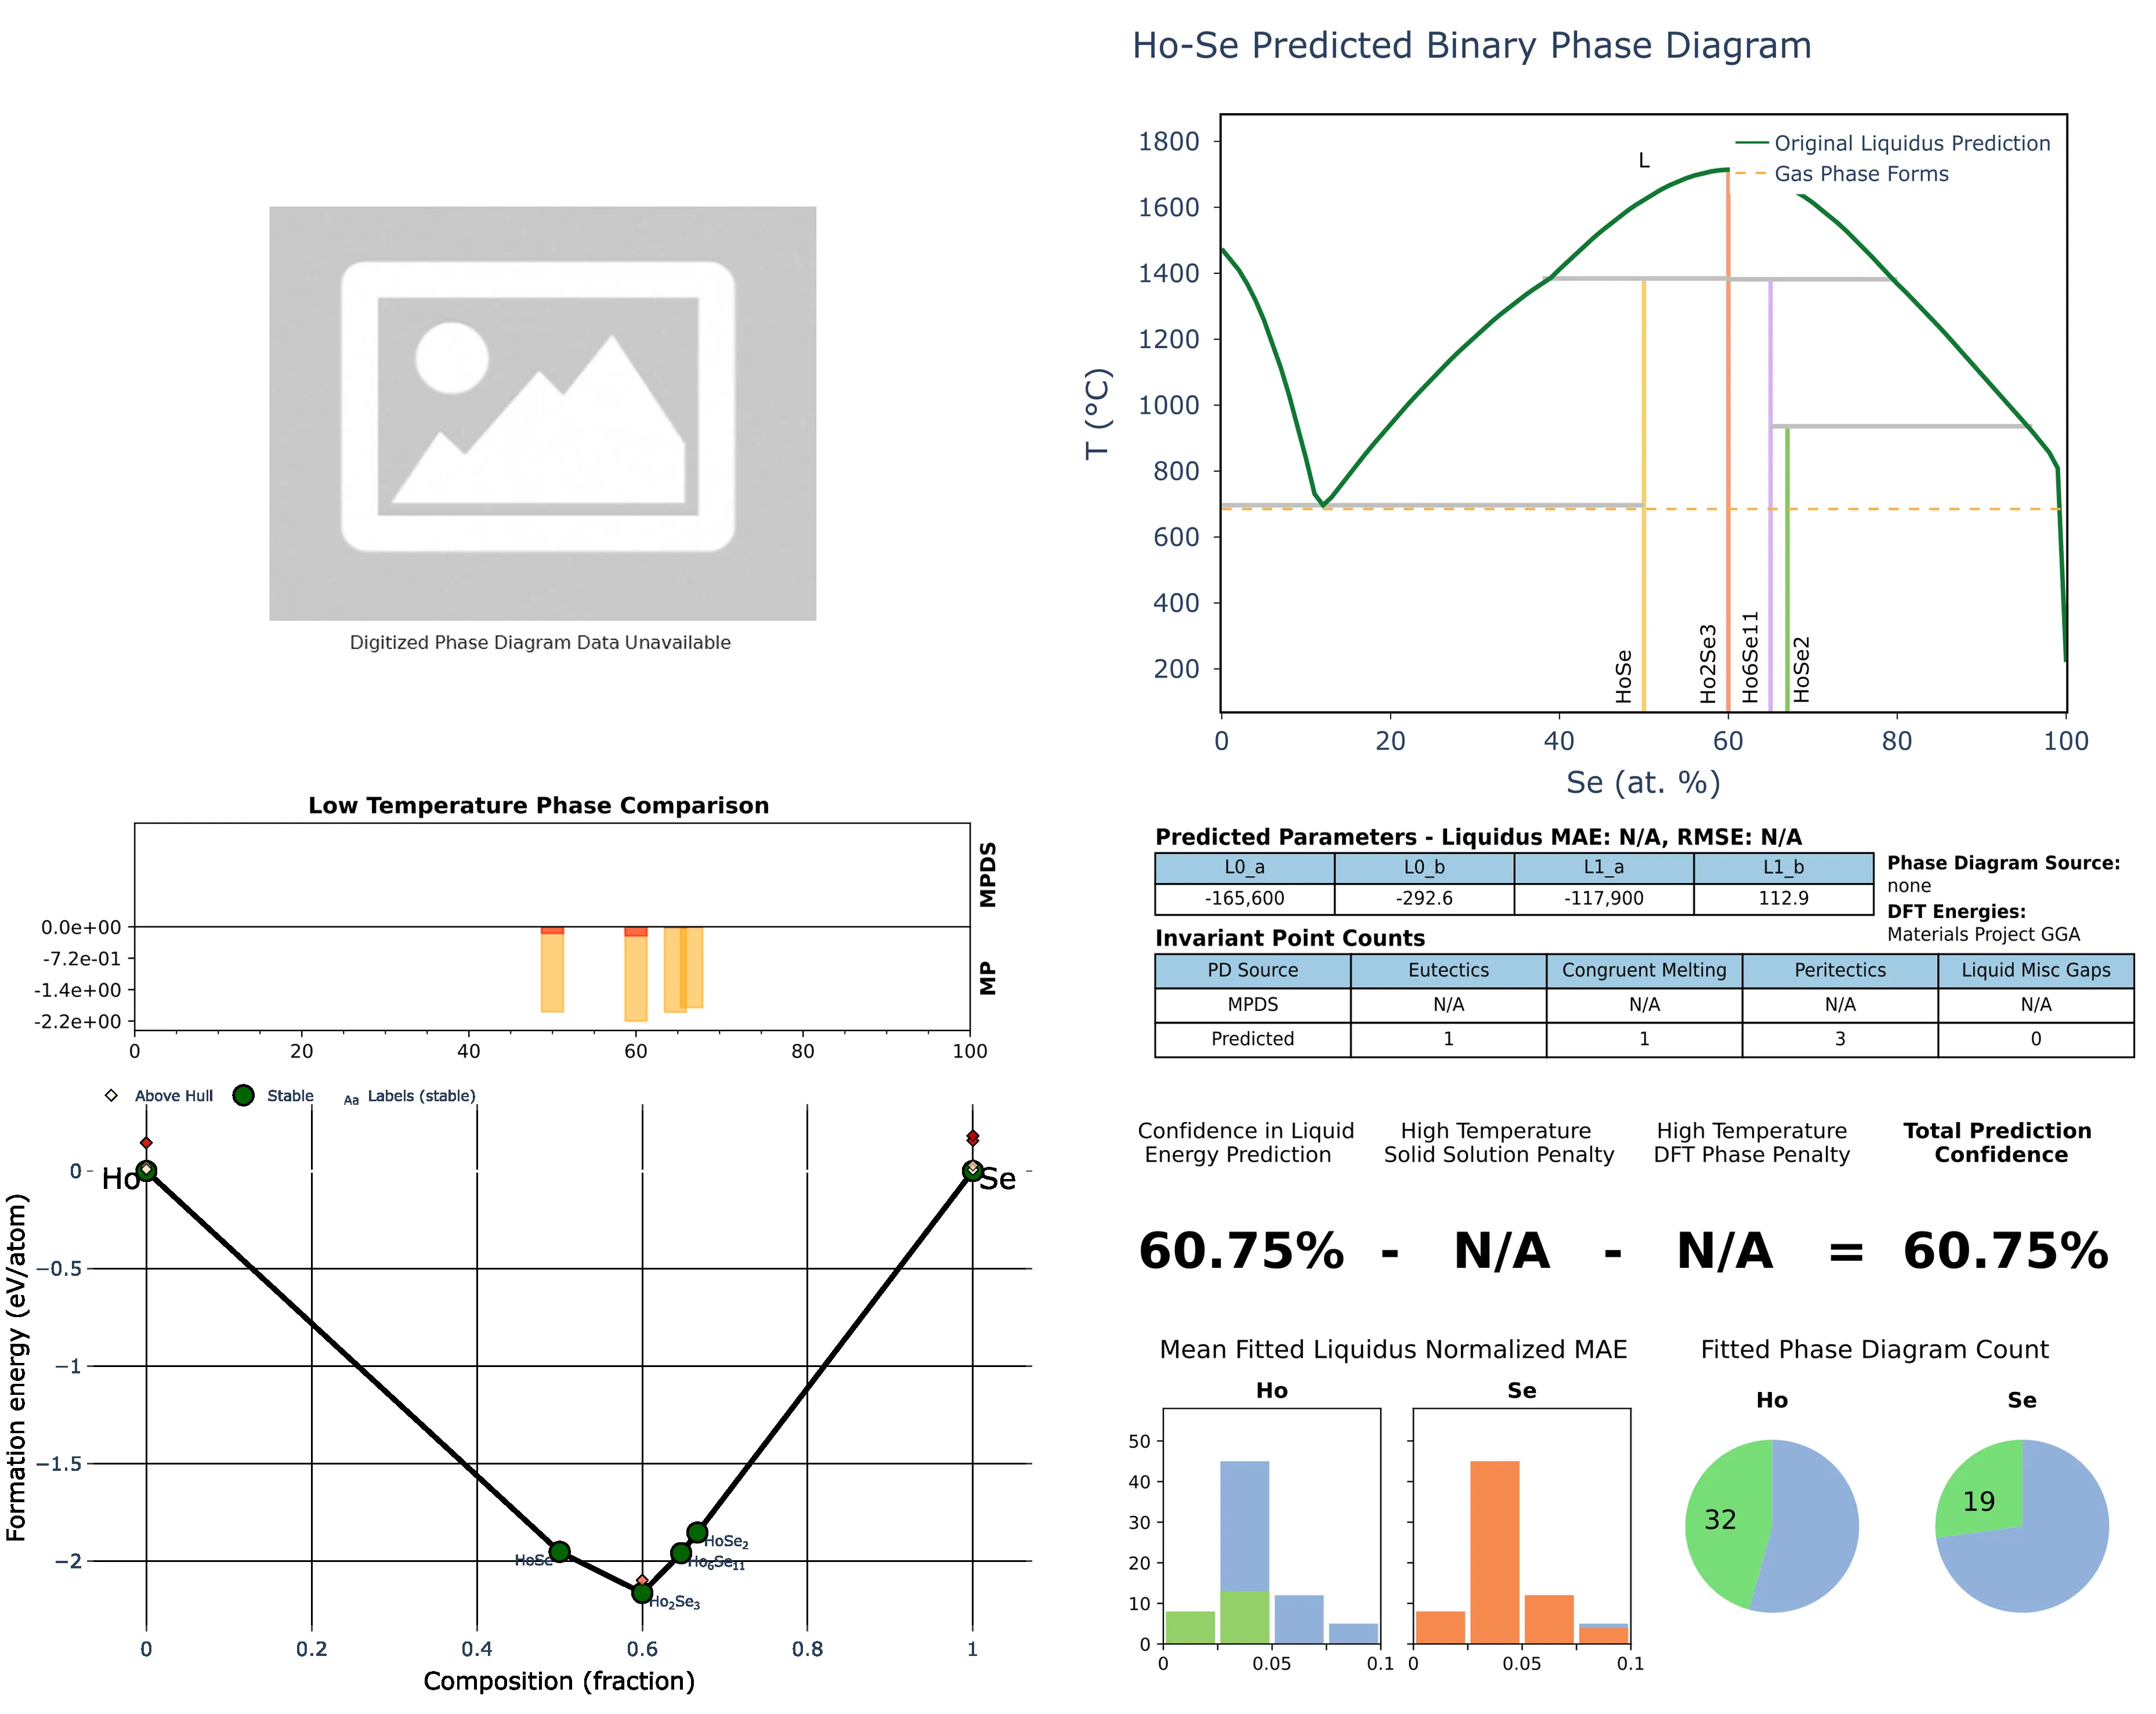 Ho-Se Predicted Binary Phase Diagram
Digitized Phase Diagram Data Unavailable
T (°C)
1800
1600
1400
1200
1000
800
600
400
200
L
Original Liquidus Prediction
Gas Phase Forms
HoSe
Ho2Se3
Ho6Se11
HoSe2
0
20
40
60
80
100
Se (at. %)
Low Temperature Phase Comparison
MPDS
MP
0.0e+00
-7.2e-01
-1.4e+00
-2.2e+00
0
20
40
60
80
100
Predicted Parameters - Liquidus MAE: N/A, RMSE: N/A
L0_a L0_b L1_a L1_b
-165,600 -292.6 -117,900 112.9
Phase Diagram Source:
none
DFT Energies:
Materials Project GGA
Invariant Point Counts
PD Source Eutectics Congruent Melting Peritectics Liquid Misc Gaps
MPDS N/A N/A N/A N/A
Predicted 1 1 3 0
Above Hull
Stable
Aa Labels (stable)
Formation energy (eV/atom)
0
−0.5
−1
−1.5
−2
Ho
Se
HoSe
Ho₂Se₃
Ho₆Se₁₁
HoSe₂
0
0.2
0.4
0.6
0.8
1
Composition (fraction)
Confidence in Liquid
Energy Prediction
High Temperature
Solid Solution Penalty
High Temperature
DFT Phase Penalty
Total Prediction
Confidence
60.75% - N/A - N/A = 60.75%
Mean Fitted Liquidus Normalized MAE
Ho
Se
50
40
30
20
10
0
0
0.05
0.1
0
0.05
0.1
Fitted Phase Diagram Count
Ho
Se
32
19